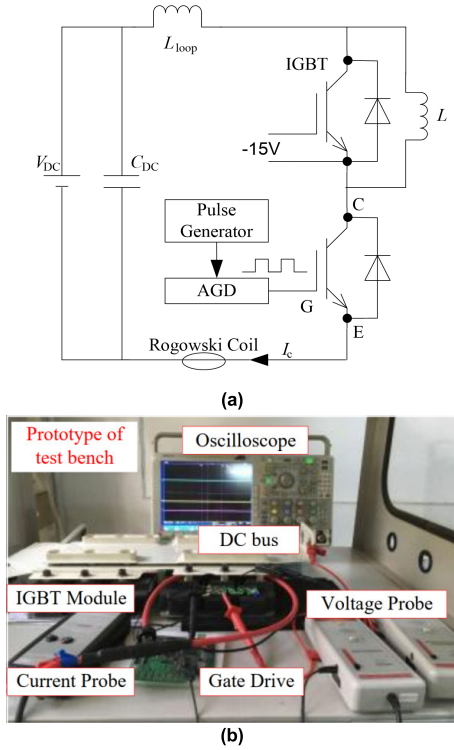 L_loop
IGBT
L
-15V
V_DC
C_DC
Pulse
Generator
C
AGD
G
E
Rogowski Coil
I_c
(a)
Prototype of
test bench
Oscilloscope
DC bus
IGBT Module
Voltage Probe
Current Probe
Gate Drive
(b)